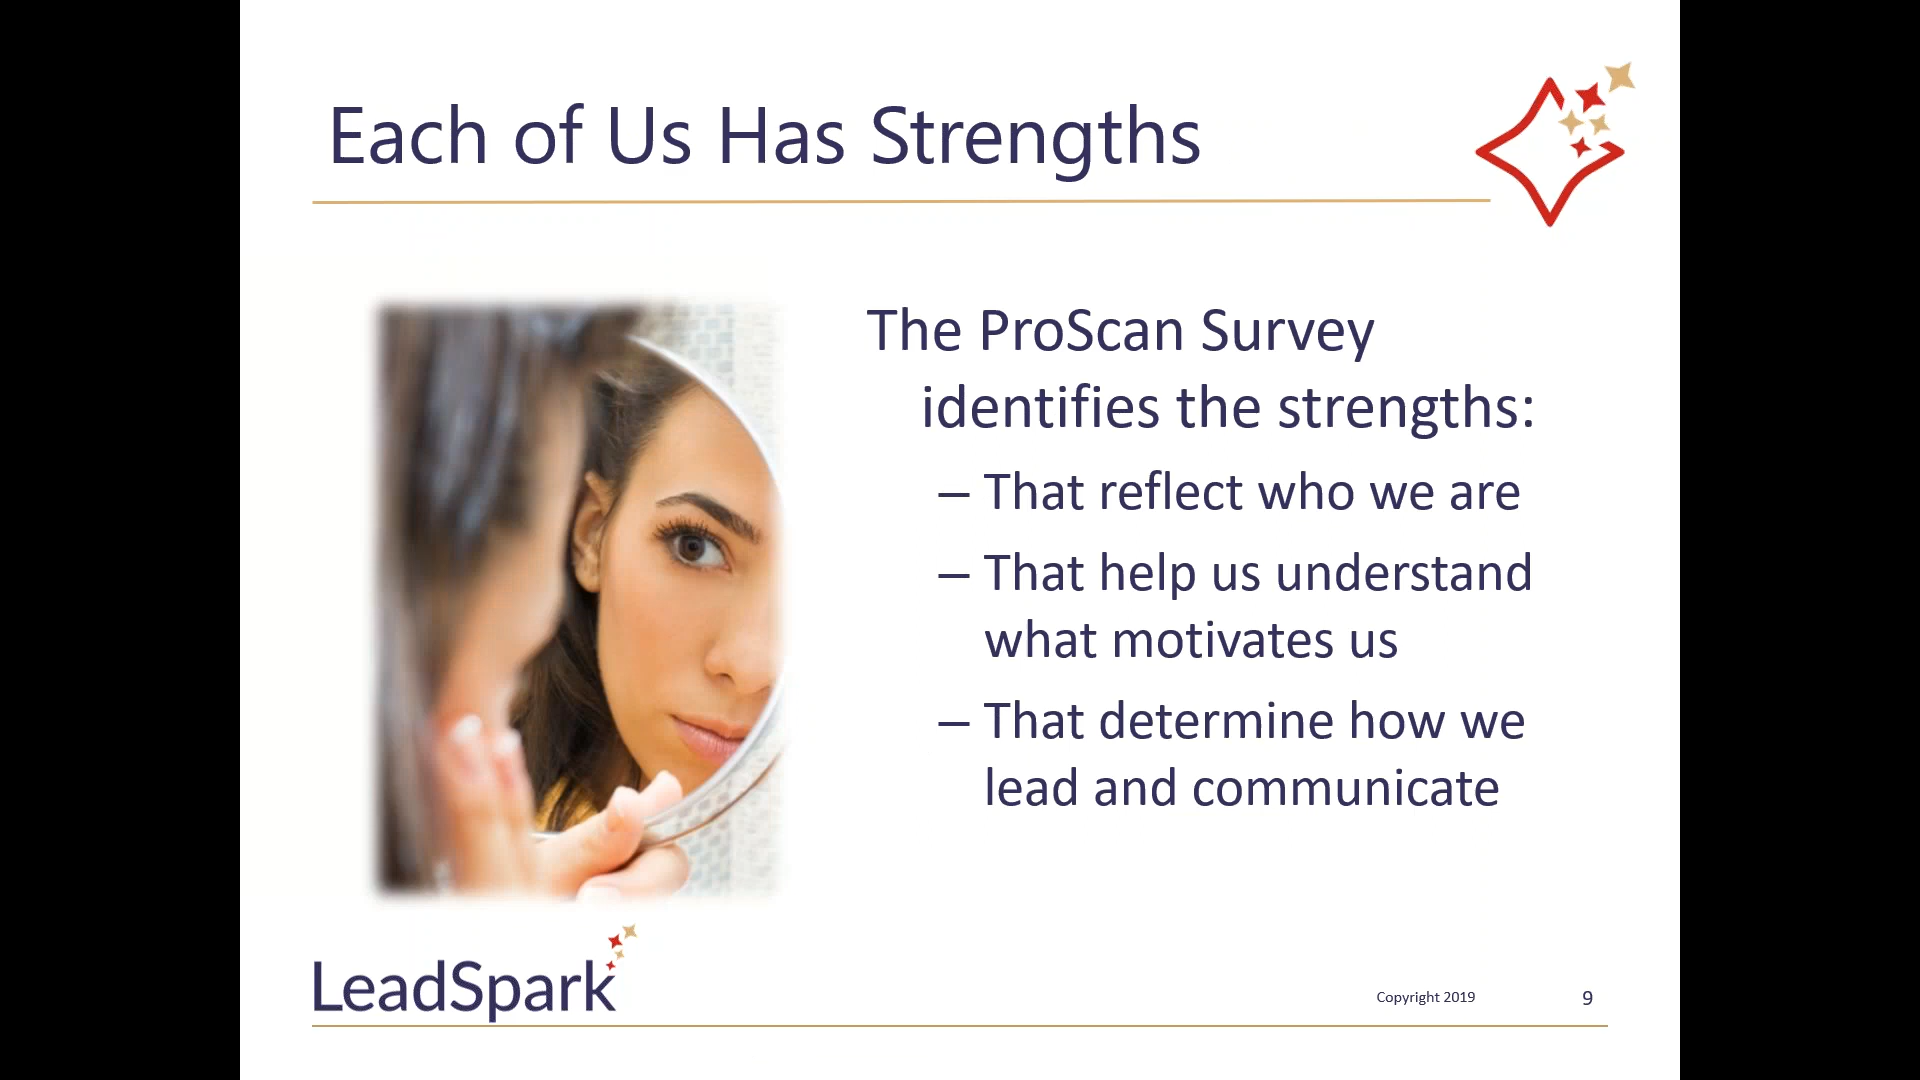 Each of Us Has Strengths
The ProScan Survey
identifies the strengths:
– That reflect who we are
– That help us understand
what motivates us
– That determine how we
lead and communicate
LeadSpark
Copyright 2019
9